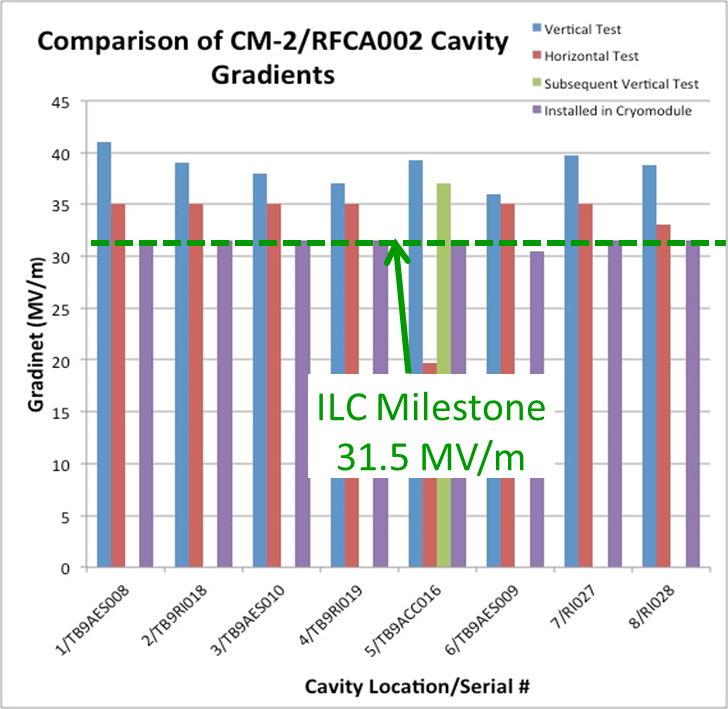 Comparison of CM-2/RFCA002 Cavity
Gradients
Vertical Test
Horizontal Test
Subsequent Vertical Test
Installed in Cryomodule
45
40
35
30
25
20
15
10
5
0
Gradinet (MV/m)
ILC Milestone
31.5 MV/m
1/TB9AES008
2/TB9RI018
3/TB9AES010
4/TB9RI019
5/TB9ACC016
6/TB9AES009
7/RI027
8/RI028
Cavity Location/Serial #